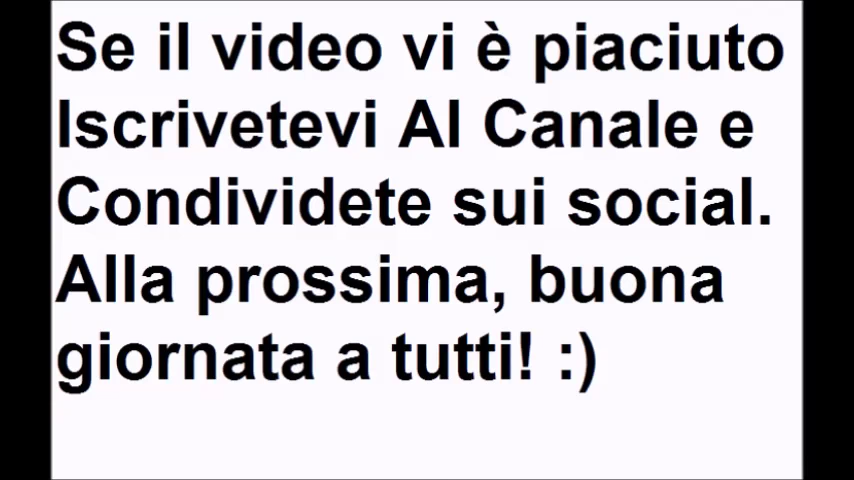 Se il video vi è piaciuto
Iscrivetevi Al Canale e
Condividete sui social.
Alla prossima, buona
giornata a tutti! :)